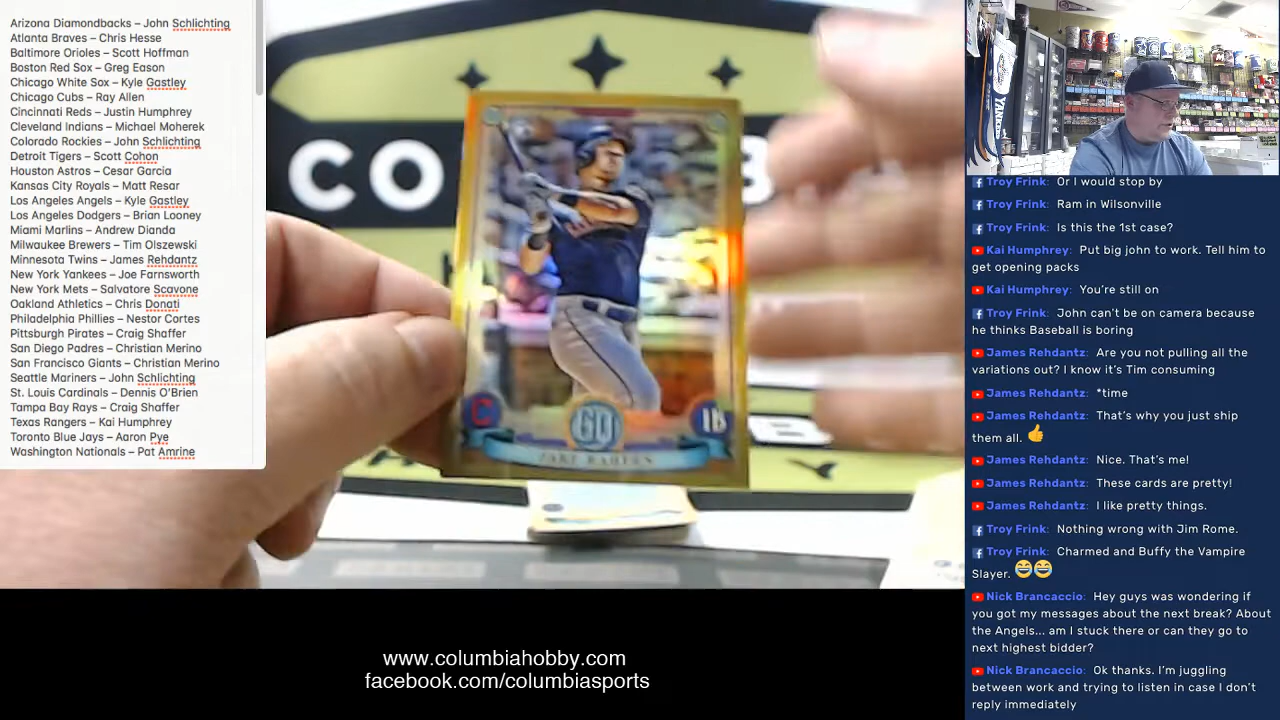 Arizona Diamondbacks – John Schlichting
Atlanta Braves – Chris Hesse
Baltimore Orioles – Scott Hoffman
Boston Red Sox – Greg Eason
Chicago White Sox – Kyle Gastley
Chicago Cubs – Ray Allen
Cincinnati Reds – Justin Humphrey
Cleveland Indians – Michael Moherek
Colorado Rockies – John Schlichting
Detroit Tigers – Scott Cohon
Houston Astros – Cesar Garcia
Kansas City Royals – Matt Resar
Los Angeles Angels – Kyle Gastley
Los Angeles Dodgers – Brian Looney
Miami Marlins – Andrew Dianda
Milwaukee Brewers – Tim Olszewski
Minnesota Twins – James Rehdantz
New York Yankees – Joe Farnsworth
New York Mets – Salvatore Scavone
Oakland Athletics – Chris Donati
Philadelphia Phillies – Nestor Cortes
Pittsburgh Pirates – Craig Shaffer
San Diego Padres – Christian Merino
San Francisco Giants – Christian Merino
Seattle Mariners – John Schlichting
St. Louis Cardinals – Dennis O'Brien
Tampa Bay Rays – Craig Shaffer
Texas Rangers – Kai Humphrey
Toronto Blue Jays – Aaron Pye
Washington Nationals – Pat Amrine
CO
C
GQ
1B
www.columbiahobby.com
facebook.com/columbiasports
Troy Frink: Or I would stop by
Troy Frink: Ram in Wilsonville
Troy Frink: Is this the 1st case?
Kai Humphrey: Put big john to work. Tell him to
get opening packs
Kai Humphrey: You're still on
Troy Frink: John can't be on camera because
he thinks Baseball is boring
James Rehdantz: Are you not pulling all the
variations out? I know it's Tim consuming
James Rehdantz: *time
James Rehdantz: That's why you just ship
them all. 👍
James Rehdantz: Nice. That's me!
James Rehdantz: These cards are pretty!
James Rehdantz: I like pretty things.
Troy Frink: Nothing wrong with Jim Rome.
Troy Frink: Charmed and Buffy the Vampire
Slayer. 😂😂
Nick Brancaccio: Hey guys was wondering if
you got my messages about the next break? About
the Angels... am I stuck there or can they go to
next highest bidder?
Nick Brancaccio: Ok thanks. I'm juggling
between work and trying to listen in case I don't
reply immediately